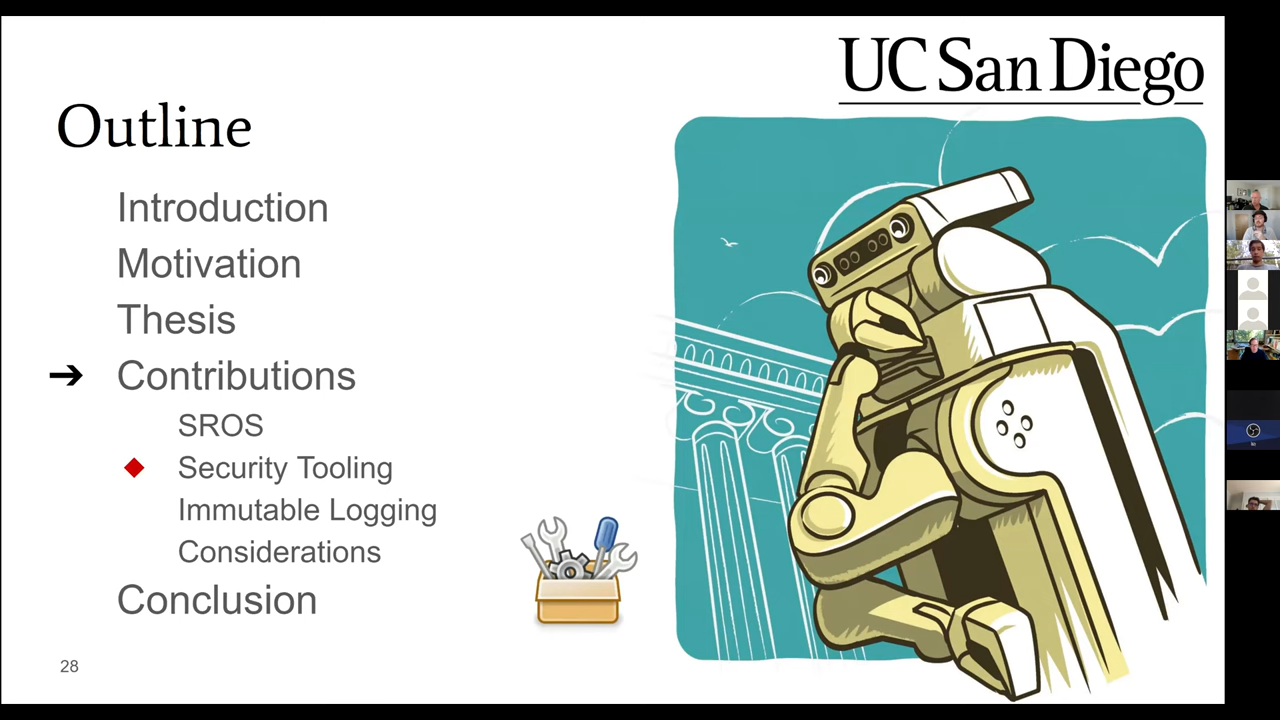 UC San Diego
Outline
Introduction
Motivation
Thesis
➔ Contributions
SROS
Security Tooling
Immutable Logging
Considerations
Conclusion
28